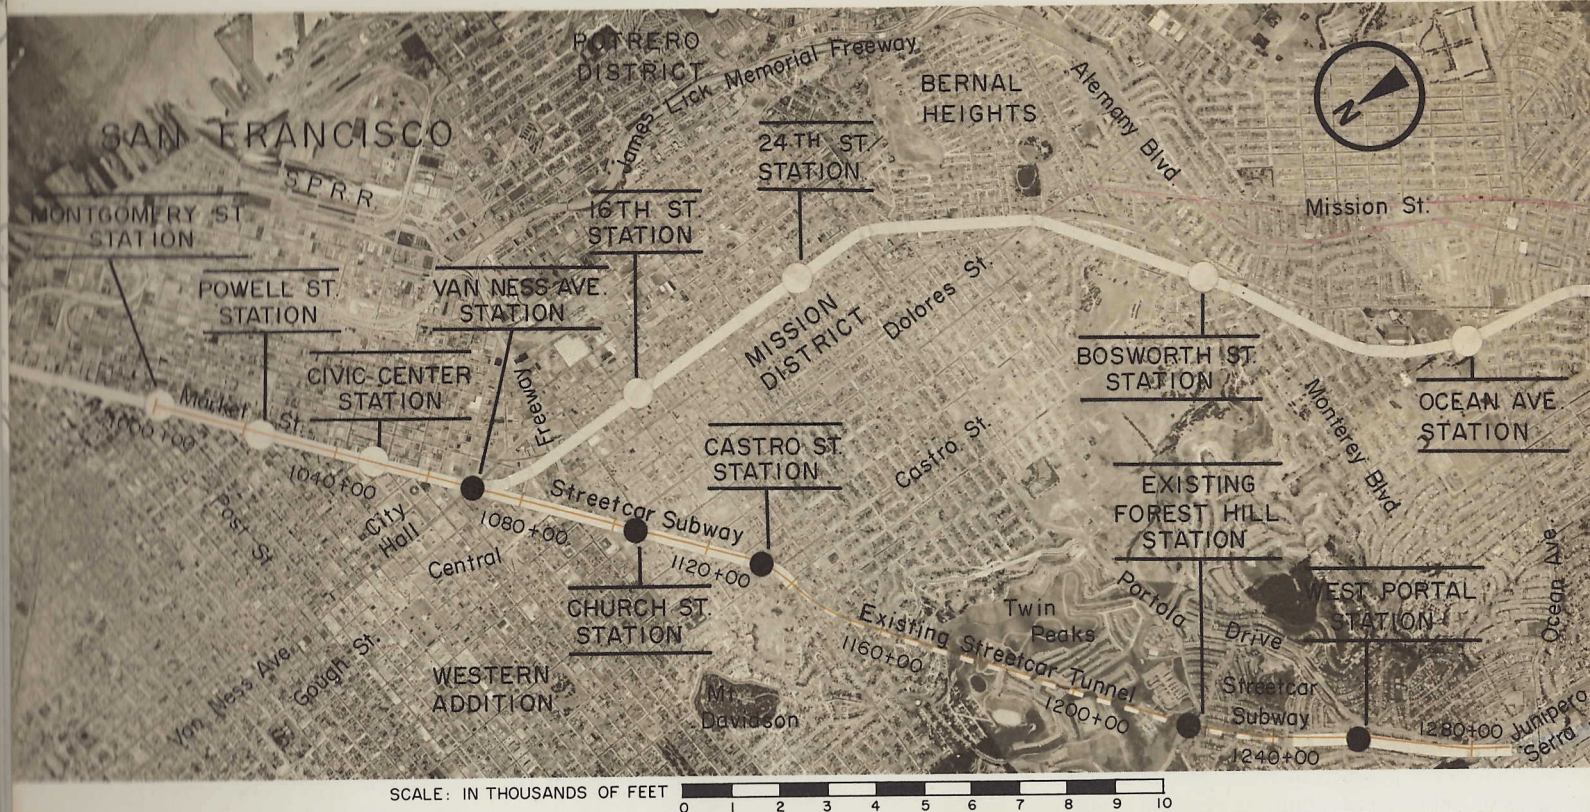 POTRERO
DISTRICT
James Lick Memorial Freeway
BERNAL
HEIGHTS
Alemany Blvd.
N
SAN FRANCISCO
S.P.R.R.
24TH ST.
STATION
MONTGOMERY ST.
STATION
16TH ST.
STATION
Mission St.
POWELL ST.
STATION
VAN NESS AVE.
STATION
Dolores St.
MISSION
DISTRICT
CIVIC CENTER
STATION
Freeway
BOSWORTH ST.
STATION
OCEAN AVE.
STATION
Market St.
1000+00
Monterey Blvd.
CASTRO ST.
STATION
Castro St.
1040+00
EXISTING
FOREST HILL
STATION
Post St
City
Hall
Streetcar Subway
1080+00
Central
1120+00
CHURCH ST.
STATION
Existing Streetcar Tunnel
1160+00
Twin
Peaks
Portola Drive
WEST PORTAL
STATION
Ocean Ave.
Van Ness Ave.
Gough St.
WESTERN
ADDITION
Mt.
Davidson
1200+00
Streetcar
Subway
1240+00
1280+00
Junipero
Serra
SCALE: IN THOUSANDS OF FEET
0 1 2 3 4 5 6 7 8 9 10